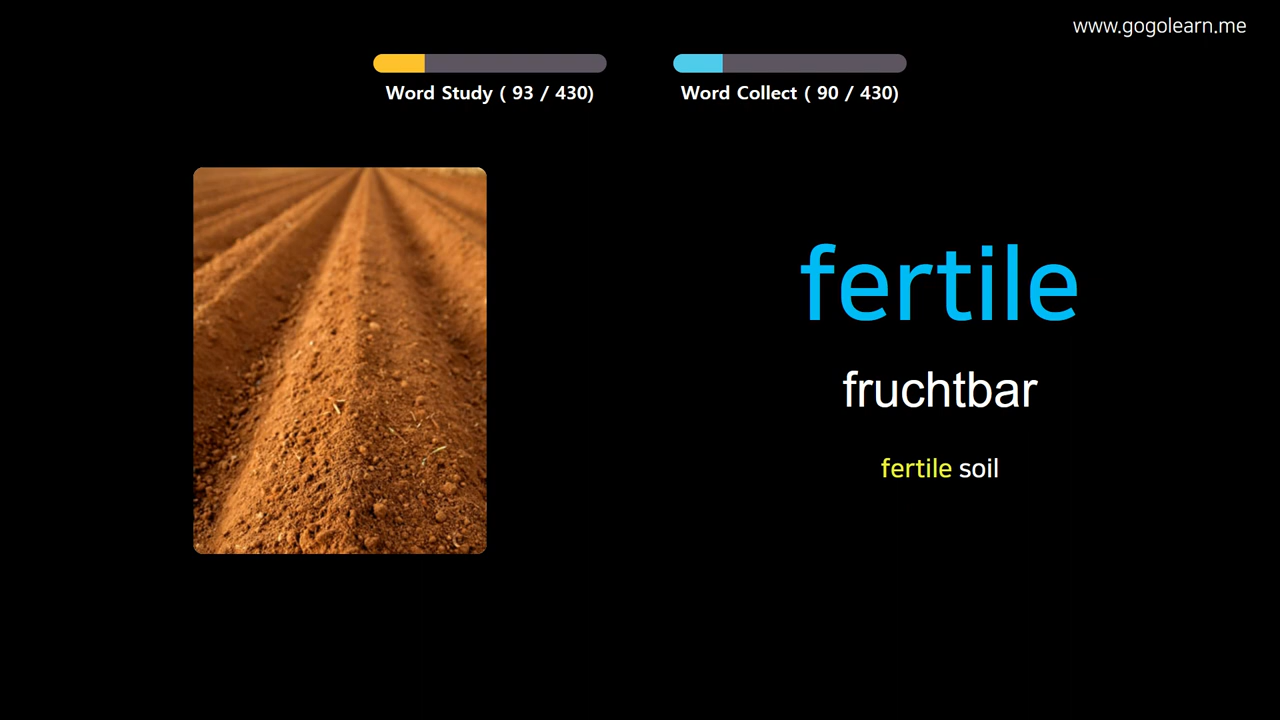 www.gogolearn.me
Word Study ( 93 / 430)
Word Collect ( 90 / 430)
fertile
fruchtbar
fertile soil